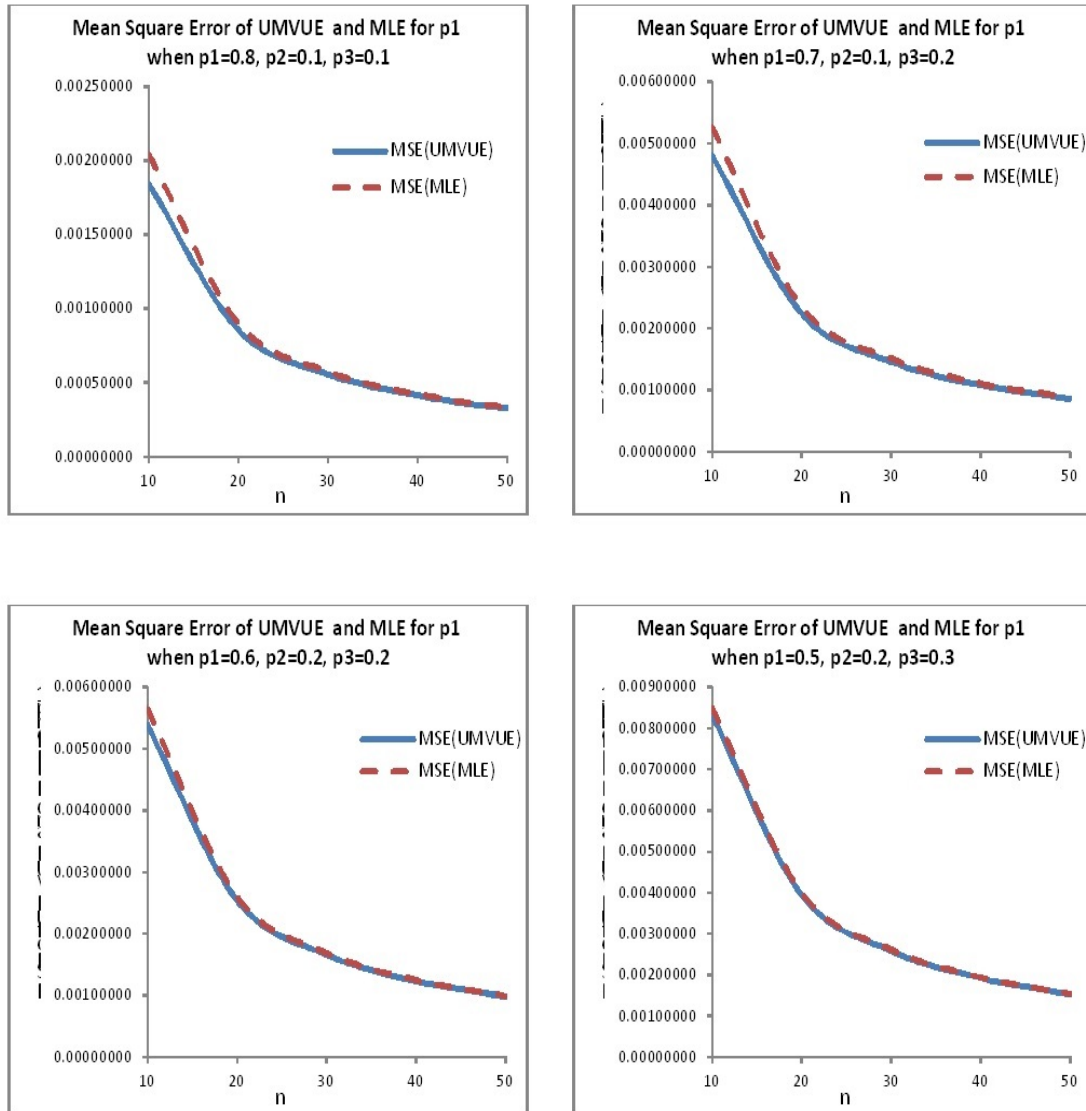 Mean Square Error of UMVUE and MLE for p1
when p1=0.8, p2=0.1, p3=0.1
0.00250000
0.00200000
0.00150000
0.00100000
0.00050000
0.00000000
MSE(UMVUE)
MSE(MLE)
10
20
30
40
50
n
Mean Square Error of UMVUE and MLE for p1
when p1=0.7, p2=0.1, p3=0.2
0.00600000
0.00500000
0.00400000
0.00300000
0.00200000
0.00100000
0.00000000
MSE(UMVUE)
MSE(MLE)
10
20
30
40
50
n
Mean Square Error of UMVUE and MLE for p1
when p1=0.6, p2=0.2, p3=0.2
0.00600000
0.00500000
0.00400000
0.00300000
0.00200000
0.00100000
0.00000000
MSE(UMVUE)
MSE(MLE)
10
20
30
40
50
n
Mean Square Error of UMVUE and MLE for p1
when p1=0.5, p2=0.2, p3=0.3
0.00900000
0.00800000
0.00700000
0.00600000
0.00500000
0.00400000
0.00300000
0.00200000
0.00100000
0.00000000
MSE(UMVUE)
MSE(MLE)
10
20
30
40
50
n